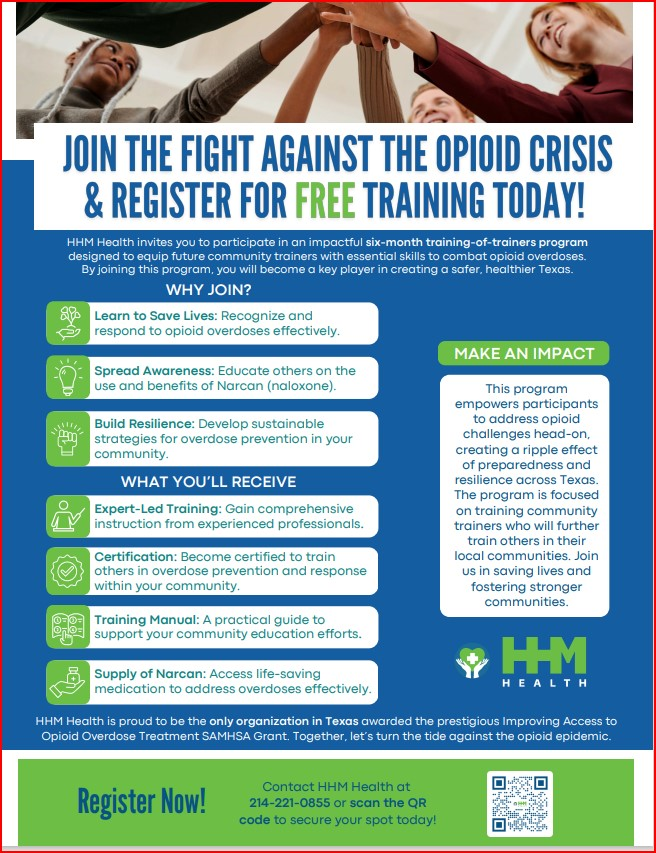 JOIN THE FIGHT AGAINST THE OPIOID CRISIS
& REGISTER FOR FREE TRAINING TODAY!
HHM Health invites you to participate in an impactful six-month training-of-trainers program
designed to equip future community trainers with essential skills to combat opioid overdoses.
By joining this program, you will become a key player in creating a safer, healthier Texas.
WHY JOIN?
Learn to Save Lives: Recognize and
respond to opioid overdoses effectively.
Spread Awareness: Educate others on the
use and benefits of Narcan (naloxone).
Build Resilience: Develop sustainable
strategies for overdose prevention in your
community.
WHAT YOU'LL RECEIVE
Expert-Led Training: Gain comprehensive
instruction from experienced professionals.
Certification: Become certified to train
others in overdose prevention and response
within your community.
Training Manual: A practical guide to
support your community education efforts.
Supply of Narcan: Access life-saving
medication to address overdoses effectively.
MAKE AN IMPACT
This program
empowers participants
to address opioid
challenges head-on,
creating a ripple effect
of preparedness and
resilience across Texas.
The program is focused
on training community
trainers who will further
train others in their
local communities. Join
us in saving lives and
fostering stronger
communities.
HHM
HEALTH
HHM Health is proud to be the only organization in Texas awarded the prestigious Improving Access to
Opioid Overdose Treatment SAMHSA Grant. Together, let's turn the tide against the opioid epidemic.
Register Now!
Contact HHM Health at
214-221-0855 or scan the QR
code to secure your spot today!